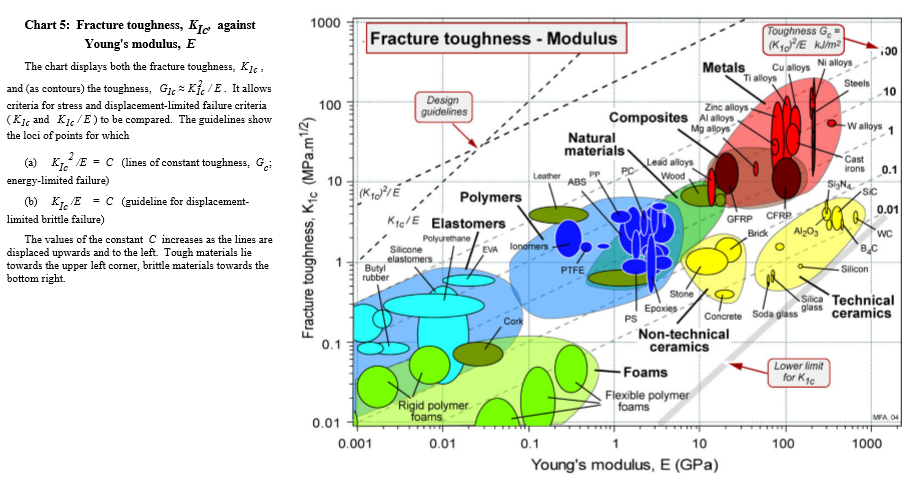 Chart 5: Fracture toughness, K_Ic, against
Young's modulus, E
The chart displays both the fracture toughness, K_Ic,
and (as contours) the toughness, G_Ic ≈ K_Ic^2 / E. It allows
criteria for stress and displacement-limited failure criteria
(K_Ic and K_Ic / E) to be compared. The guidelines show
the loci of points for which
(a) K_Ic^2 /E = C (lines of constant toughness, G_c;
energy-limited failure)
(b) K_Ic /E = C (guideline for displacement-
limited brittle failure)
The values of the constant C increases as the lines are
displaced upwards and to the left. Tough materials lie
towards the upper left corner, brittle materials towards the
bottom right.
Fracture toughness - Modulus
Toughness G_c =
(K_1c)^2/E kJ/m^2
Fracture toughness, K_1c (MPa.m^1/2)
1000
100
10
1
0.1
0.01
0.001
0.01
0.1
1
10
100
1000
Young's modulus, E (GPa)
10
1
0.1
0.01
Design
guidelines
(K_1c)^2/E
K_1c / E
Metals
Ti alloys
Cu alloys
Ni alloys
Steels
W alloys
Cast
irons
Zinc alloys
Al alloys
Mg alloys
Composites
GFRP
CFRP
Natural
materials
Lead alloys
Wood
Leather
ABS
PP
PC
Polymers
Ionomers
PTFE
PS
Epoxies
Elastomers
Polyurethane
Silicone
elastomers
EVA
Butyl
rubber
Cork
Foams
Rigid polymer
foams
Flexible polymer
foams
Brick
Stone
Concrete
Non-technical
ceramics
Si3N4
SiC
Al2O3
WC
B4C
Silicon
Silica
glass
Soda glass
Technical
ceramics
Lower limit
for K_1c
MFA, 04